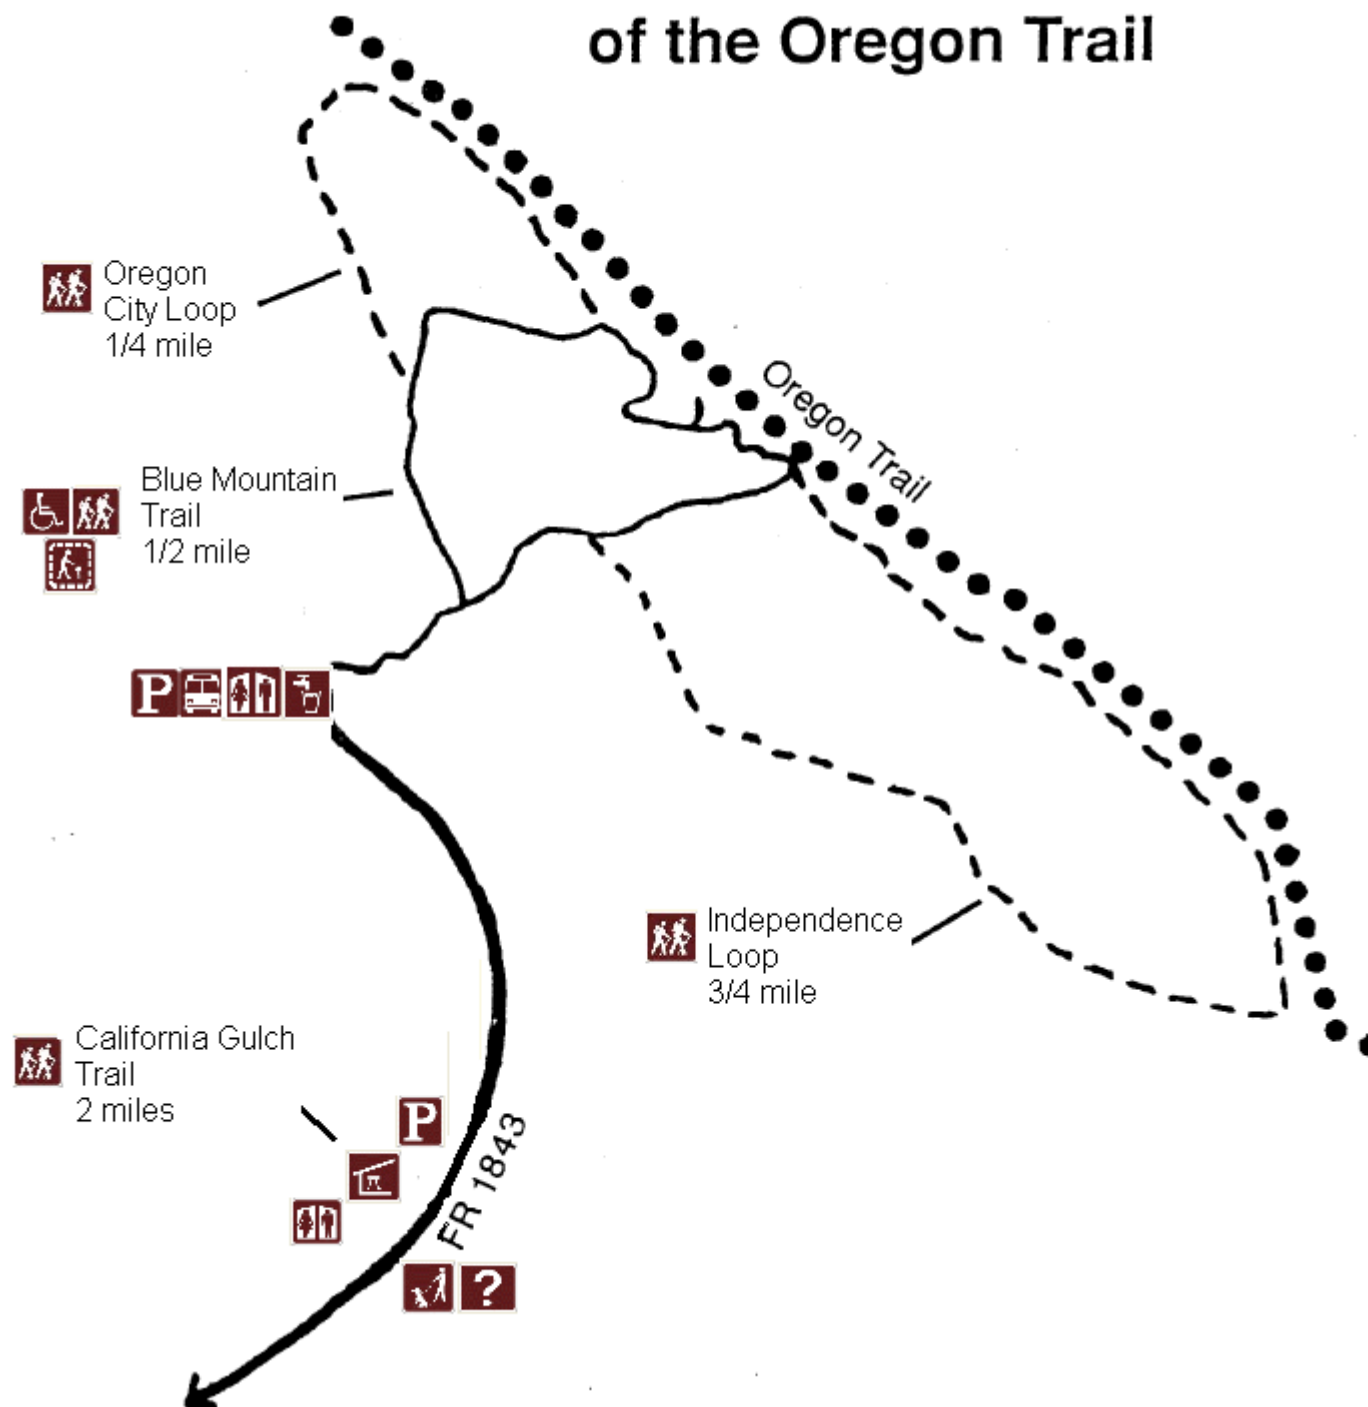 of the Oregon Trail
Oregon
City Loop
1/4 mile
Oregon Trail
Blue Mountain
Trail
1/2 mile
P
Independence
Loop
3/4 mile
California Gulch
Trail
2 miles
P
FR 1843
?